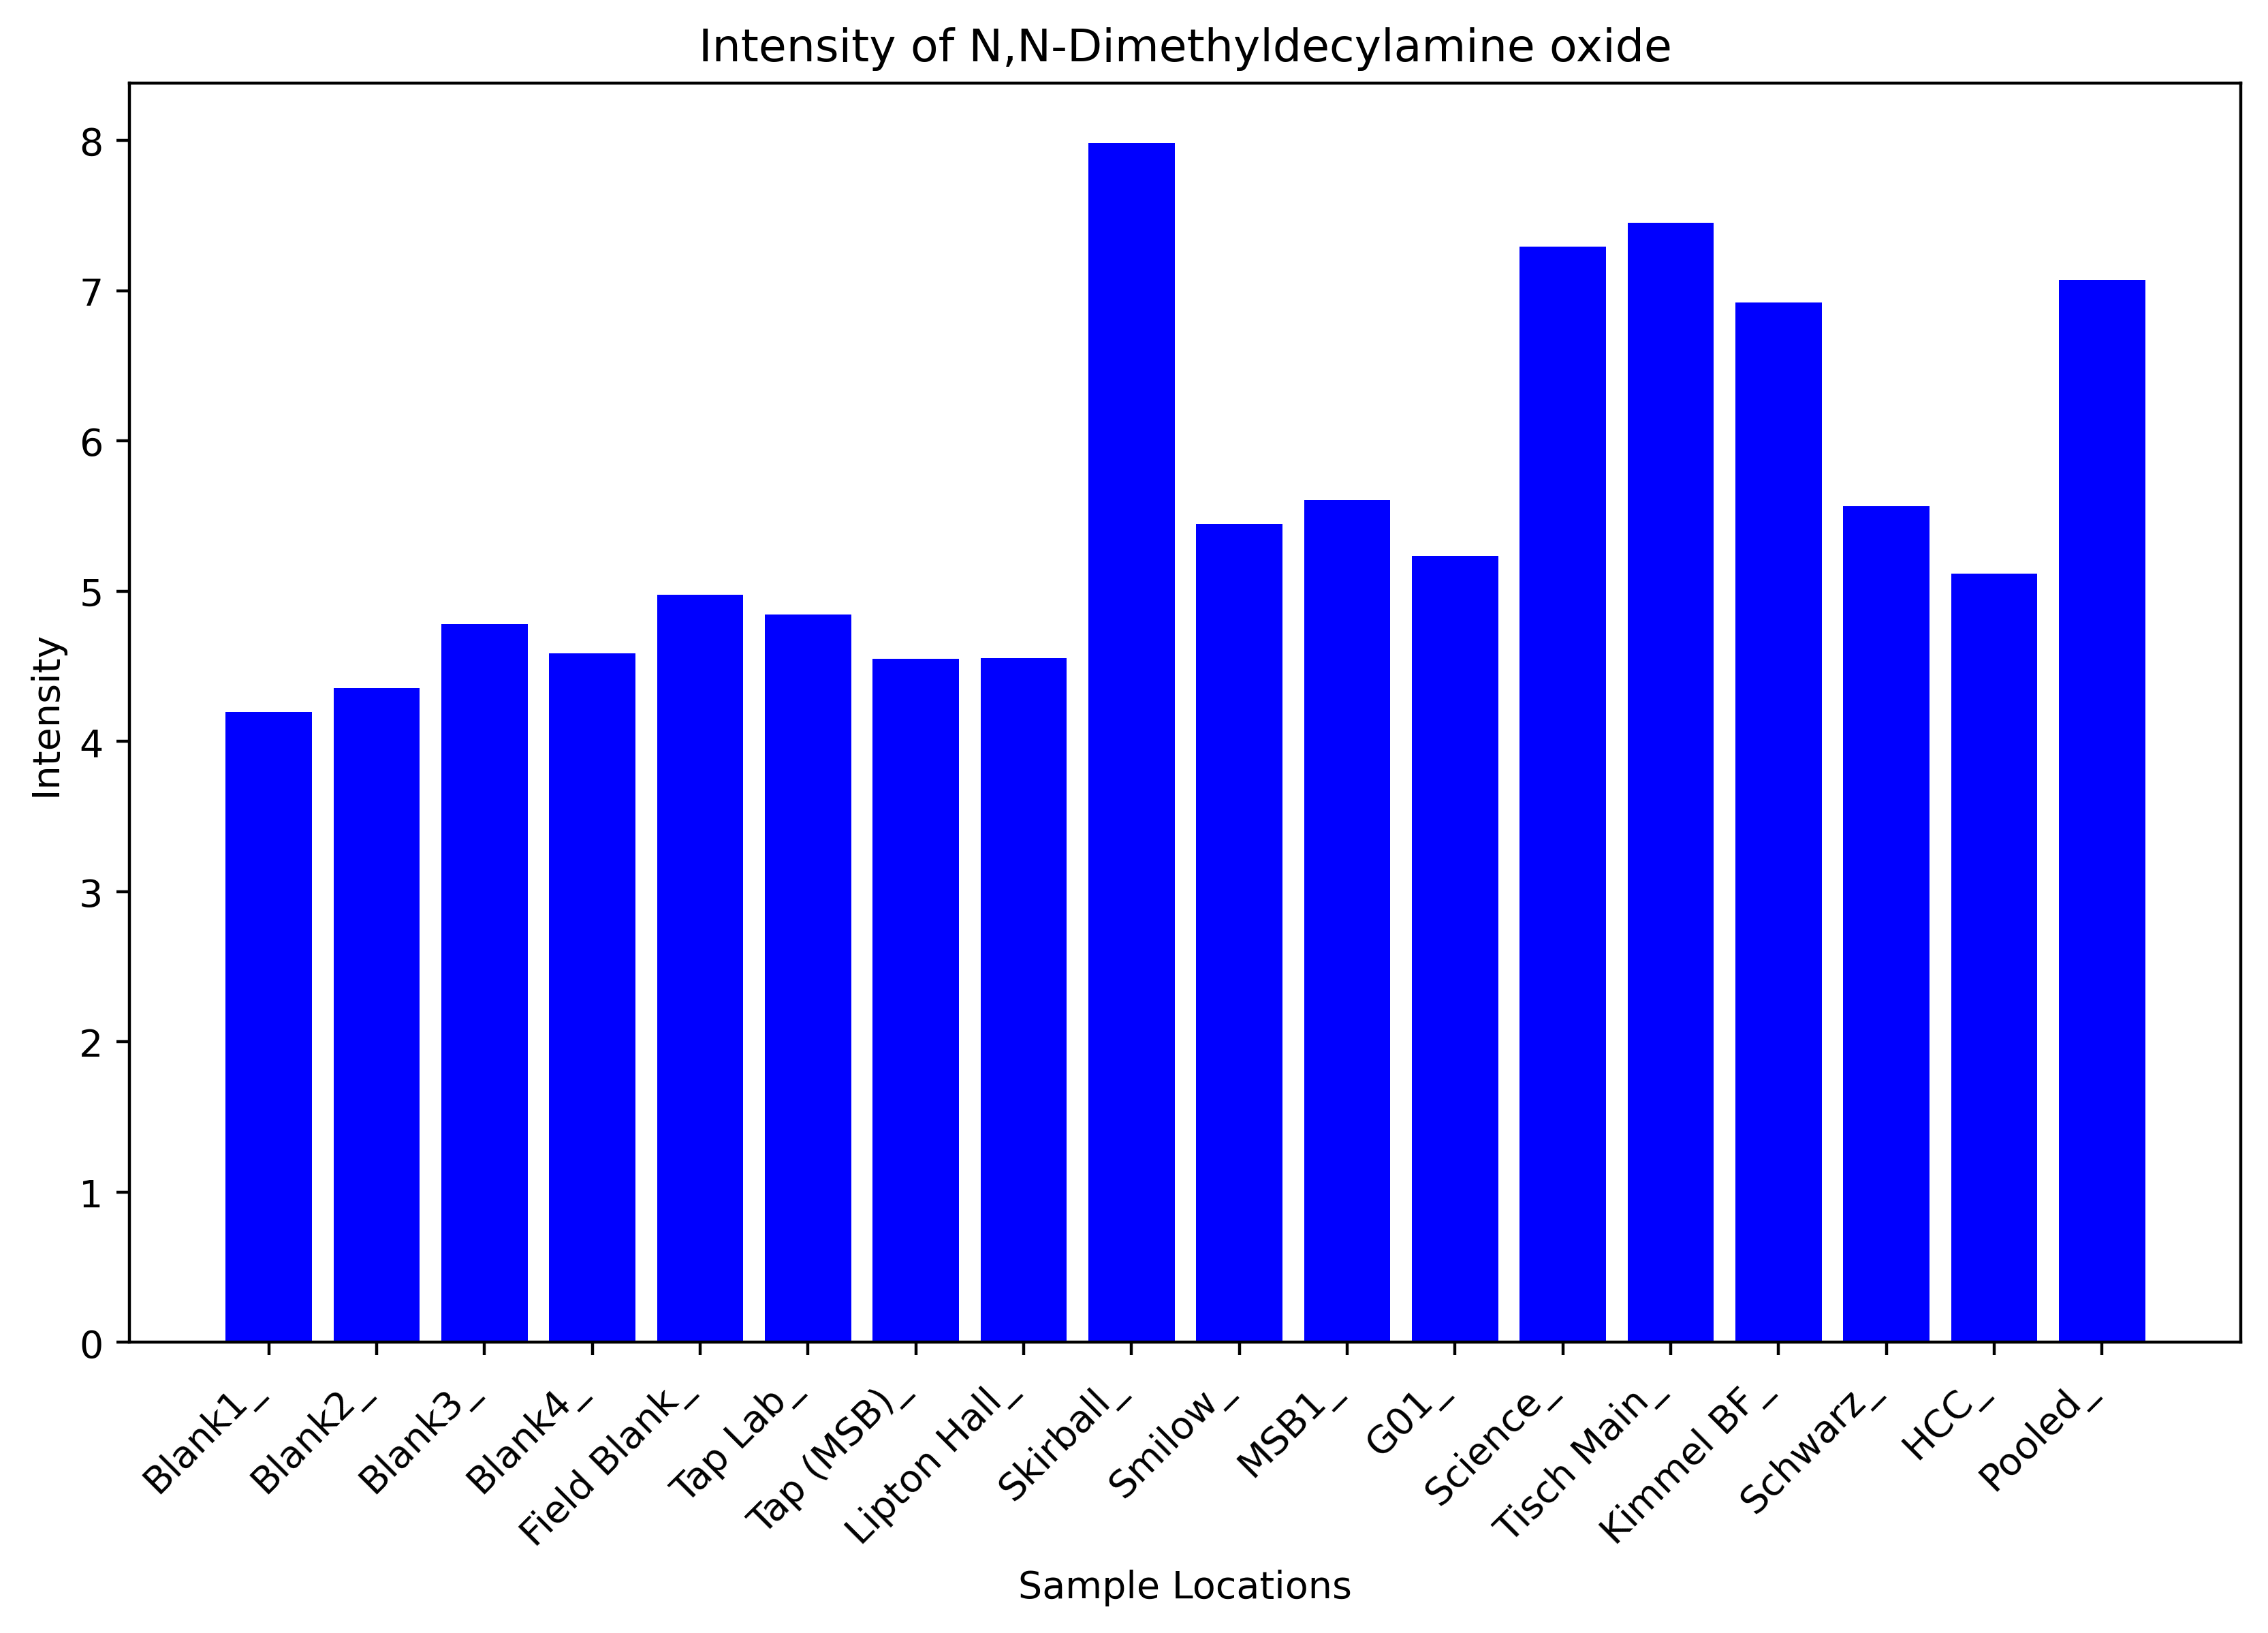 Intensity of N,N-Dimethyldecylamine oxide
8
7
6
5
4
3
2
1
0
Intensity
Blank1_
Blank2_
Blank3_
Blank4_
Field Blank_
Tap Lab_
Tap (MSB)_
Lipton Hall_
Skirball_
Smilow_
MSB1_
G01_
Science_
Tisch Main_
Kimmel BF_
Schwarz_
HCC_
Pooled_
Sample Locations